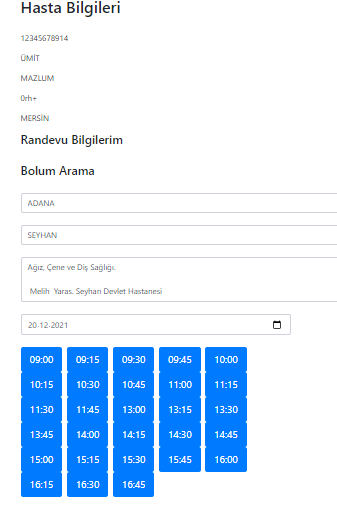 Hasta Bilgileri
12345678914
ÜMİT
MAZLUM
0rh+
MERSİN
Randevu Bilgilerim
Bolum Arama
ADANA
SEYHAN
Ağız, Çene ve Diş Sağlığı.
Melih Yaras. Seyhan Devlet Hastanesi
20-12-2021
09:00 09:15 09:30 09:45 10:00
10:15 10:30 10:45 11:00 11:15
11:30 11:45 13:00 13:15 13:30
13:45 14:00 14:15 14:30 14:45
15:00 15:15 15:30 15:45 16:00
16:15 16:30 16:45